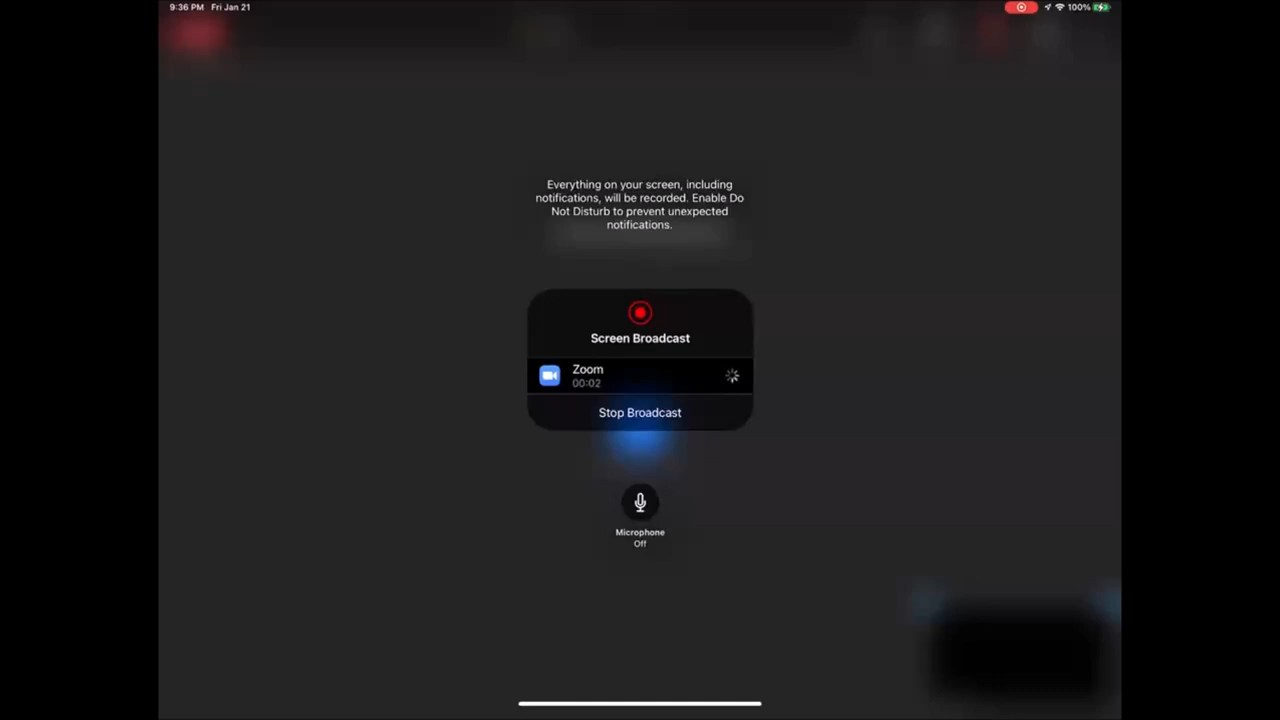 9:36 PM Fri Jan 21
100%
Everything on your screen, including
notifications, will be recorded. Enable Do
Not Disturb to prevent unexpected
notifications.
Screen Broadcast
Zoom
00:02
Stop Broadcast
Microphone
Off